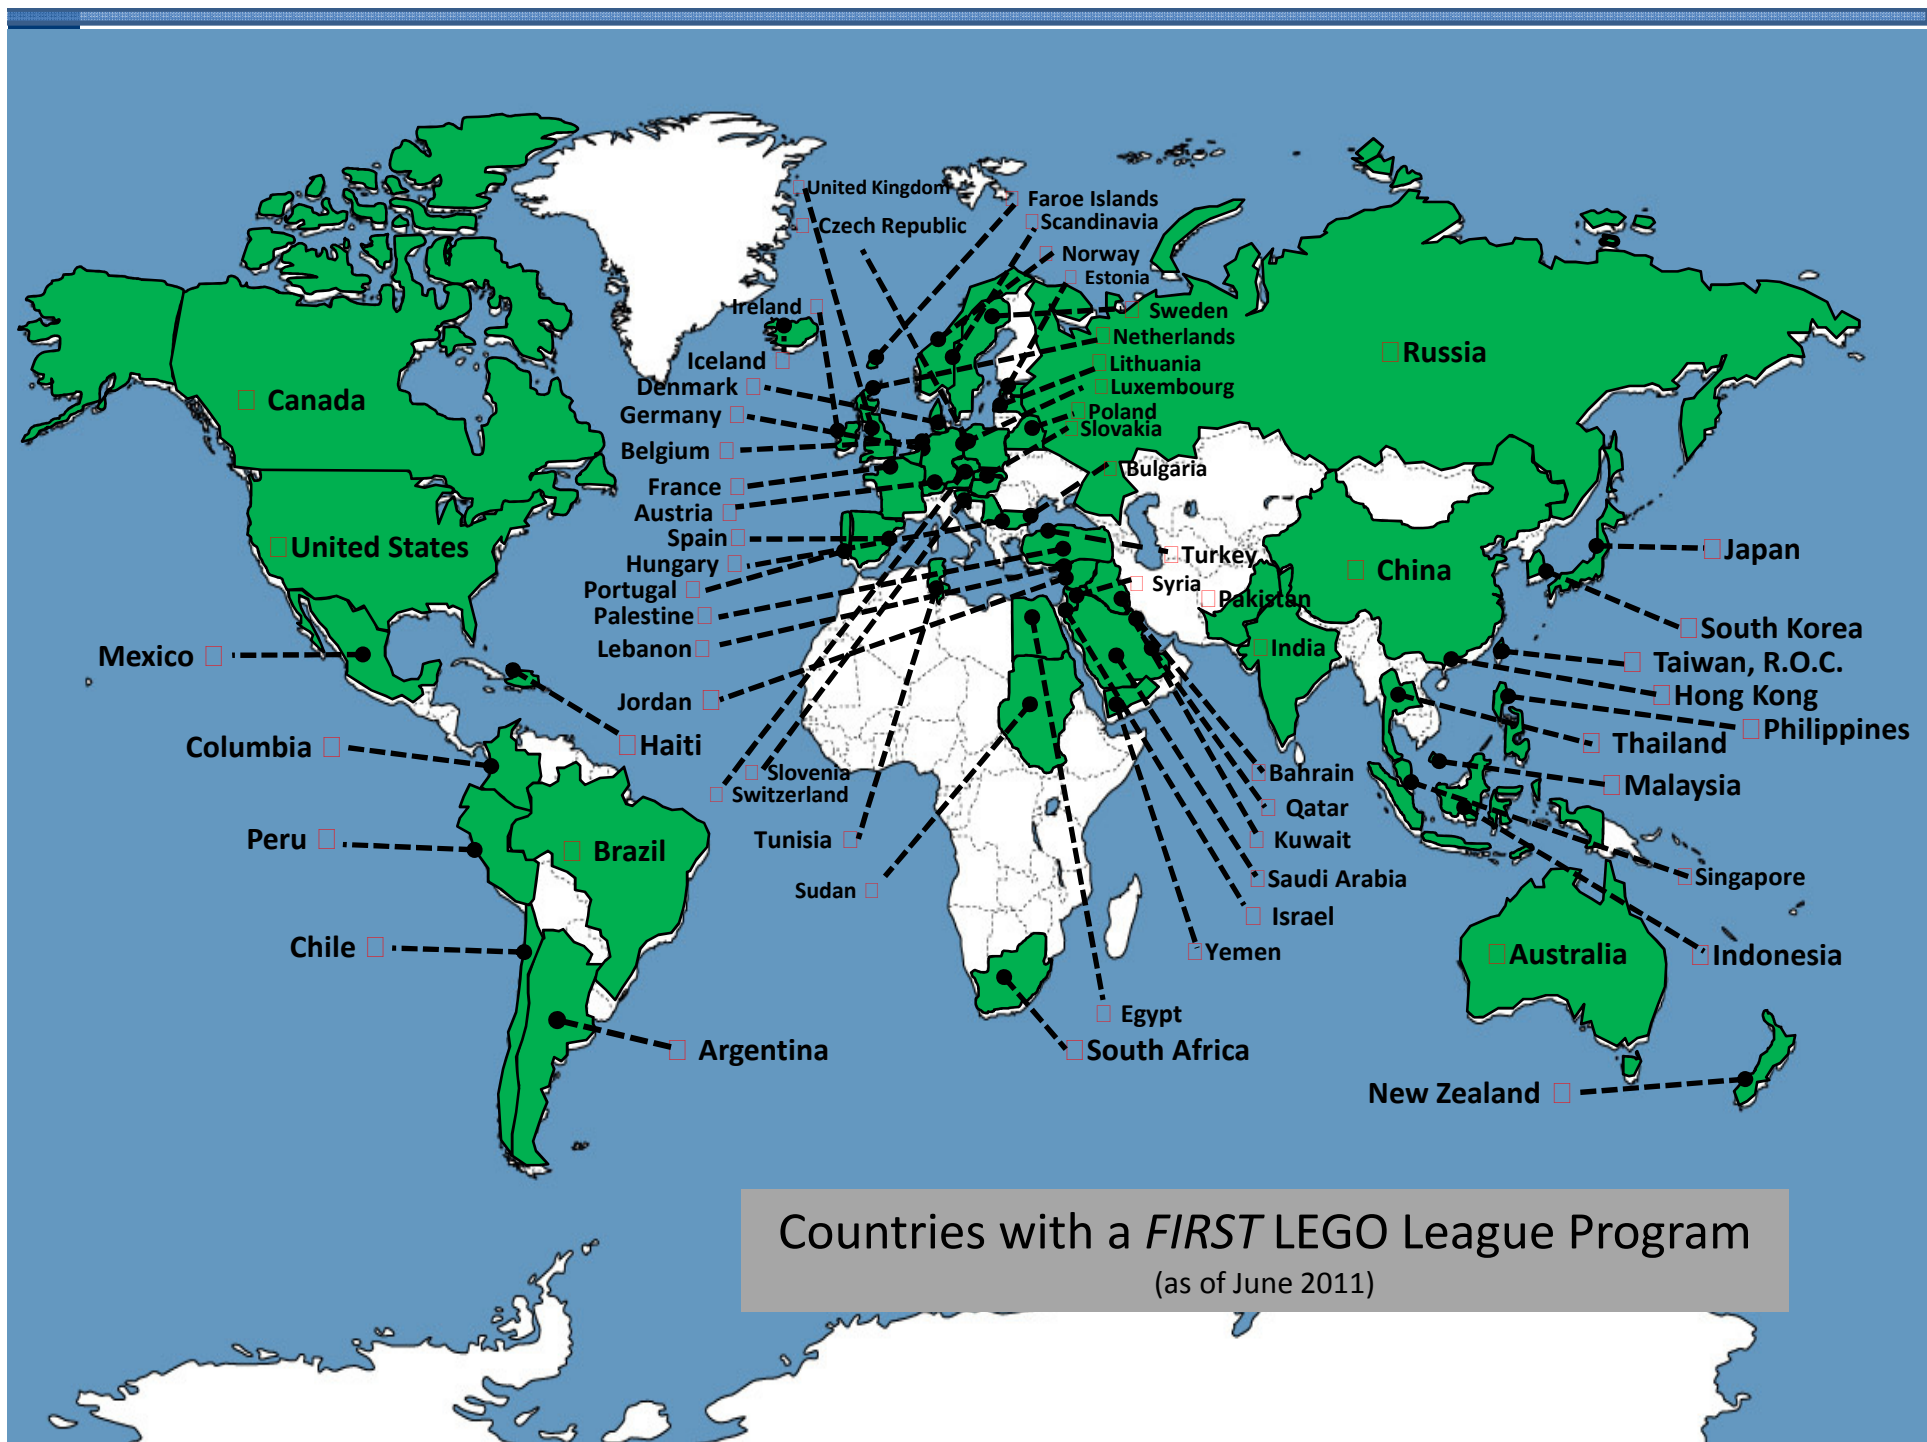 United Kingdom
Faroe Islands
Czech Republic
Scandinavia
Norway
Estonia
Ireland
Sweden
Netherlands
Iceland
Lithuania
Russia
Denmark
Luxembourg
Canada
Germany
Poland
Slovakia
Belgium
Bulgaria
France
Austria
Spain
United States
Japan
Hungary
Turkey
China
Portugal
Syria
Pakistan
Palestine
South Korea
Lebanon
India
Mexico
Taiwan, R.O.C.
Jordan
Hong Kong
Philippines
Columbia
Haiti
Thailand
Slovenia
Bahrain
Malaysia
Switzerland
Qatar
Peru
Tunisia
Kuwait
Brazil
Saudi Arabia
Singapore
Sudan
Israel
Chile
Yemen
Australia
Indonesia
Egypt
Argentina
South Africa
New Zealand
Countries with a FIRST LEGO League Program
(as of June 2011)